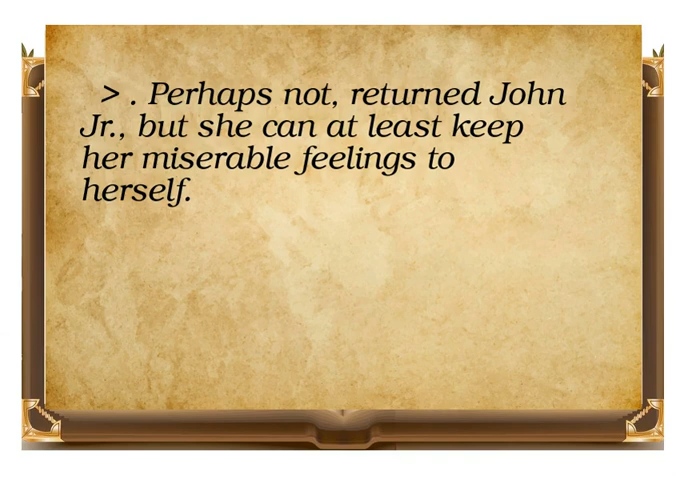 > . Perhaps not, returned John
Jr., but she can at least keep
her miserable feelings to
herself.